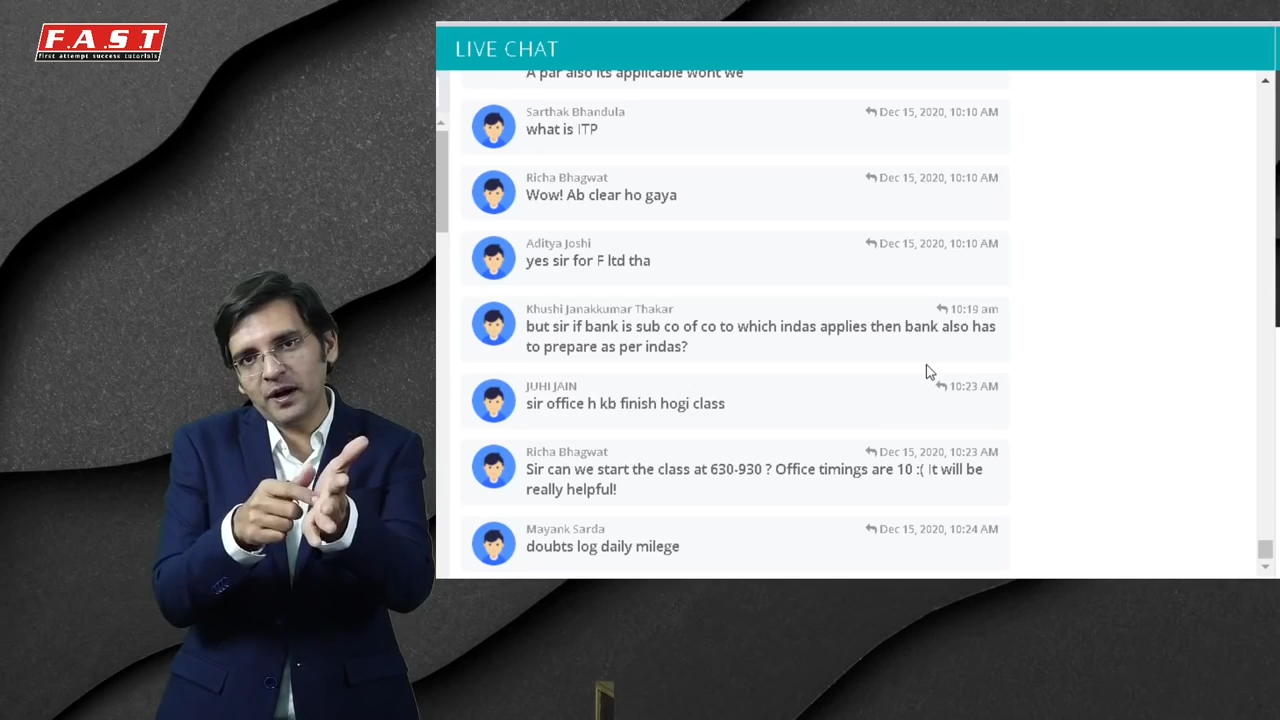 F.A.S.T
first attempt success tutorials
LIVE CHAT
A par also its applicable wont we
Sarthak Bhandula
Dec 15, 2020, 10:10 AM
what is ITP
Richa Bhagwat
Dec 15, 2020, 10:10 AM
Wow! Ab clear ho gaya
Aditya Joshi
Dec 15, 2020, 10:10 AM
yes sir for F ltd tha
Khushi Janakkumar Thakar
10:19 am
but sir if bank is sub co of co to which indas applies then bank also has
to prepare as per indas?
JUHI JAIN
10:23 AM
sir office h kb finish hogi class
Richa Bhagwat
Dec 15, 2020, 10:23 AM
Sir can we start the class at 630-930 ? Office timings are 10 :( It will be
really helpful!
Mayank Sarda
Dec 15, 2020, 10:24 AM
doubts log daily milege